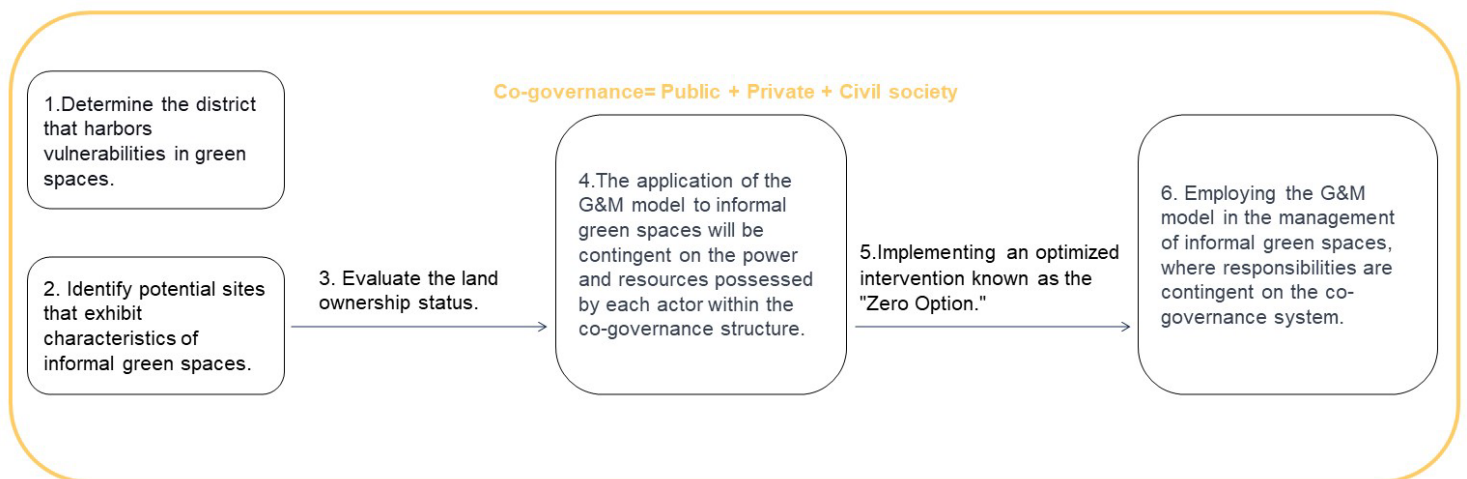 Co-governance= Public + Private + Civil society
1.Determine the district
that harbors
vulnerabilities in green
spaces.
2. Identify potential sites
that exhibit
characteristics of
informal green spaces.
3. Evaluate the land
ownership status.
4.The application of the
G&M model to informal
green spaces will be
contingent on the power
and resources possessed
by each actor within the
co-governance structure.
5.Implementing an optimized
intervention known as the
"Zero Option."
6. Employing the G&M
model in the management
of informal green spaces,
where responsibilities are
contingent on the co-
governance system.